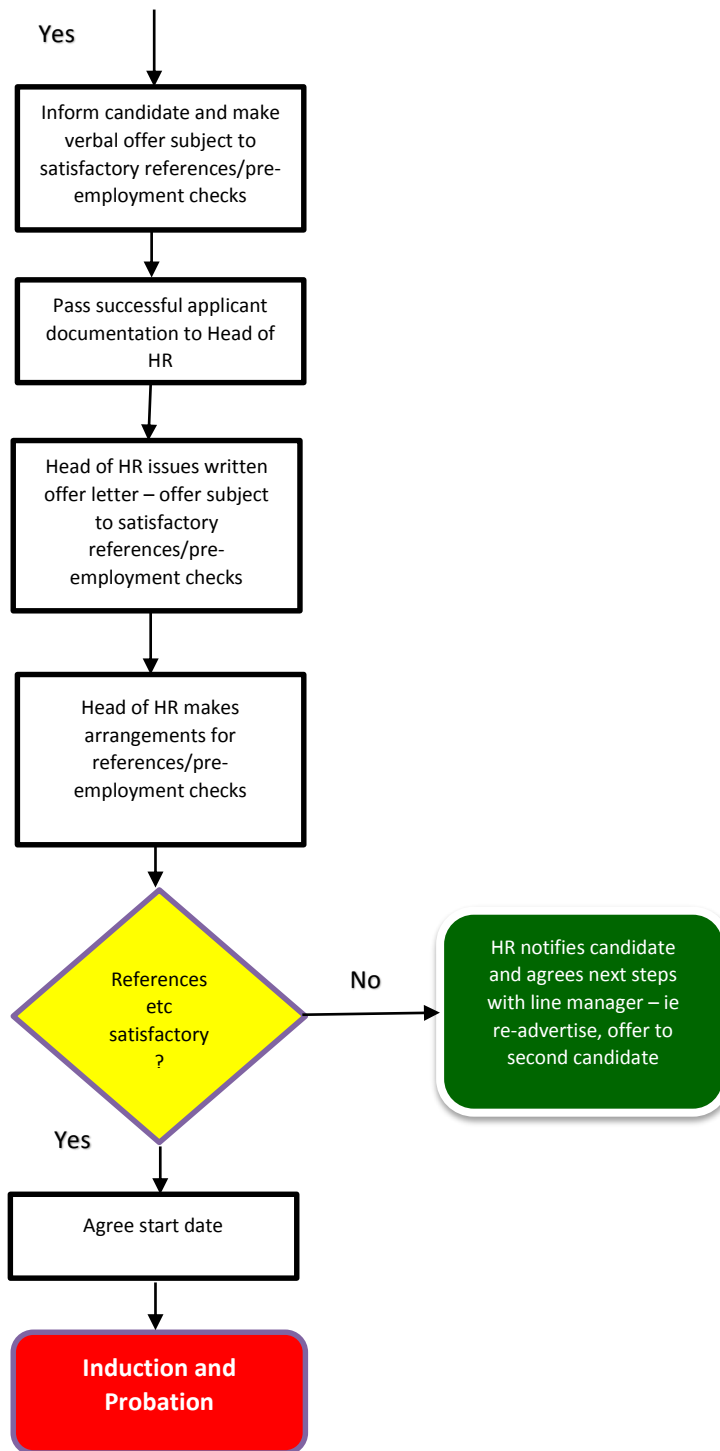 Yes
Inform candidate and make
verbal offer subject to
satisfactory references/pre-
employment checks
Pass successful applicant
documentation to Head of
HR
Head of HR issues written
offer letter – offer subject
to satisfactory
references/pre-
employment checks
Head of HR makes
arrangements for
references/pre-
employment checks
References
etc
satisfactory
?
No
HR notifies candidate
and agrees next steps
with line manager – ie
re-advertise, offer to
second candidate
Yes
Agree start date
Induction and
Probation